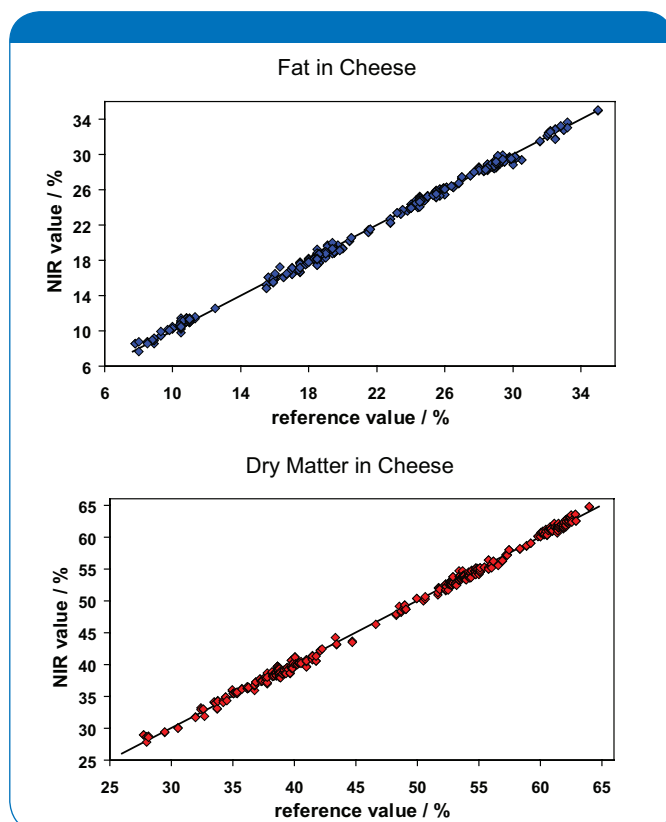 Fat in Cheese
NIR value / %
34
30
26
22
18
14
10
6
6 10 14 18 22 26 30 34
reference value / %
Dry Matter in Cheese
NIR value / %
65
60
55
50
45
40
35
30
25
25 30 35 40 45 50 55 60 65
reference value / %